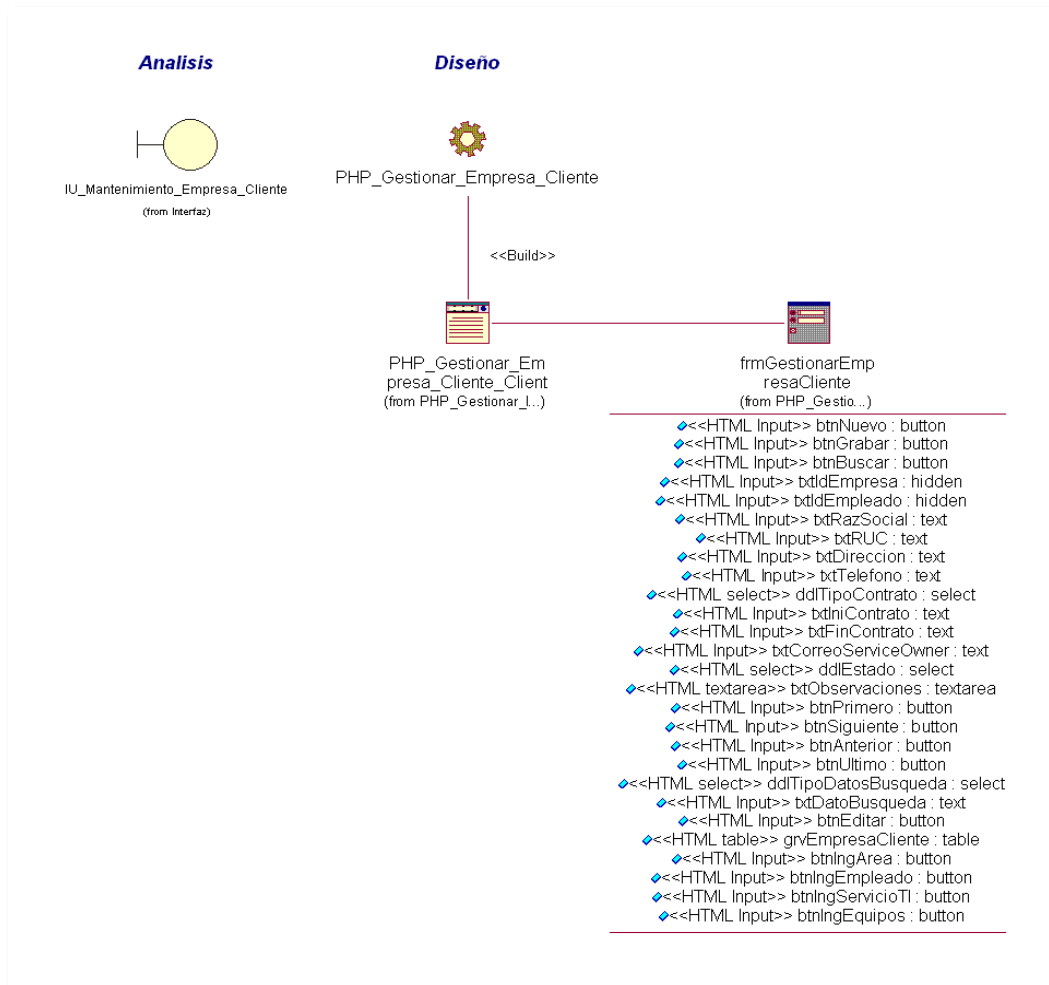 Analisis
Diseño
IU_Mantenimiento_Empresa_Cliente
(from Interfaz)
PHP_Gestionar_Empresa_Cliente
<<Build>>
PHP_Gestionar_Em
presa_Cliente_Client
(from PHP_Gestionar_I...)
frmGestionarEmp
resaCliente
(from PHP_Gestio...)
<<HTML Input>> btnNuevo : button
<<HTML Input>> btnGrabar : button
<<HTML Input>> btnBuscar : button
<<HTML Input>> txtIdEmpresa : hidden
<<HTML Input>> txtIdEmpleado : hidden
<<HTML Input>> txtRazSocial : text
<<HTML Input>> txtRUC : text
<<HTML Input>> txtDireccion : text
<<HTML Input>> txtTelefono : text
<<HTML select>> ddlTipoContrato : select
<<HTML Input>> txtIniContrato : text
<<HTML Input>> txtFinContrato : text
<<HTML Input>> txtCorreoServiceOwner : text
<<HTML select>> ddlEstado : select
<<HTML textarea>> txtObservaciones : textarea
<<HTML Input>> btnPrimero : button
<<HTML Input>> btnSiguiente : button
<<HTML Input>> btnAnterior : button
<<HTML Input>> btnUltimo : button
<<HTML select>> ddlTipoDatosBusqueda : select
<<HTML Input>> txtDatoBusqueda : text
<<HTML Input>> btnEditar : button
<<HTML table>> grvEmpresaCliente : table
<<HTML Input>> btnIngArea : button
<<HTML Input>> btnIngEmpleado : button
<<HTML Input>> btnIngServicioTI : button
<<HTML Input>> btnIngEquipos : button